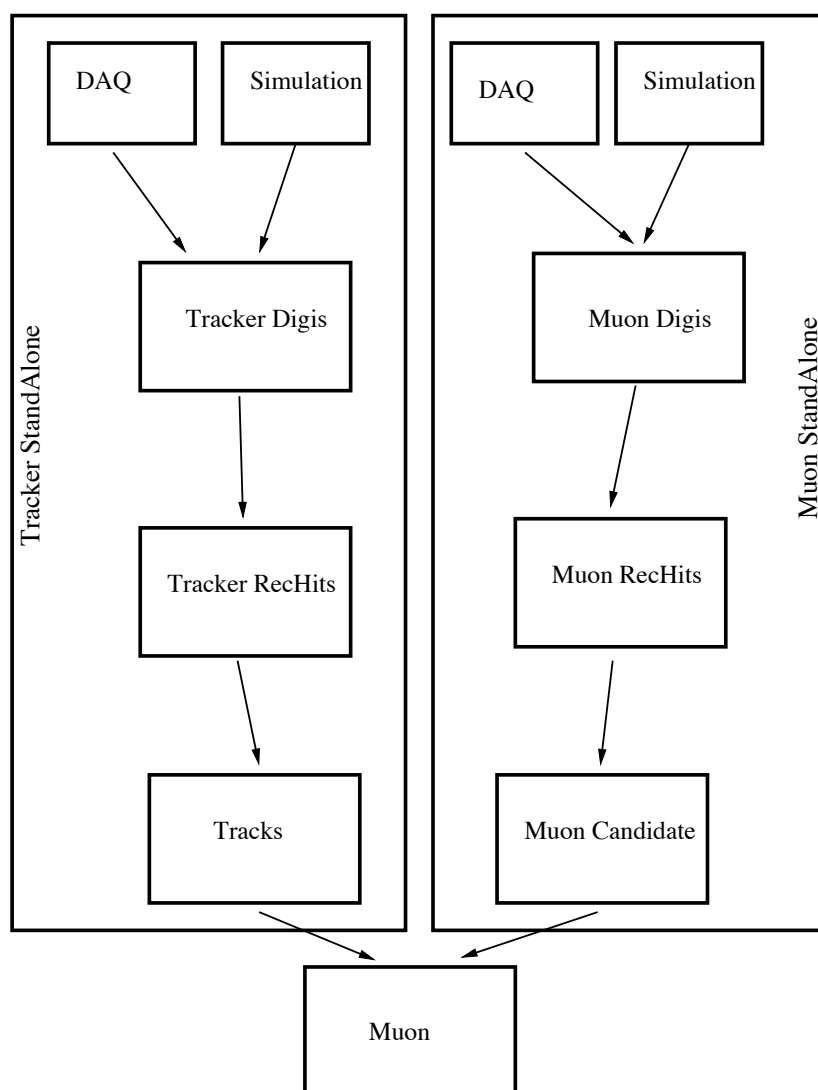 DAQ
Simulation
Tracker Digis
Tracker StandAlone
Tracker RecHits
Tracks
DAQ
Simulation
Muon Digis
Muon StandAlone
Muon RecHits
Muon Candidate
Muon